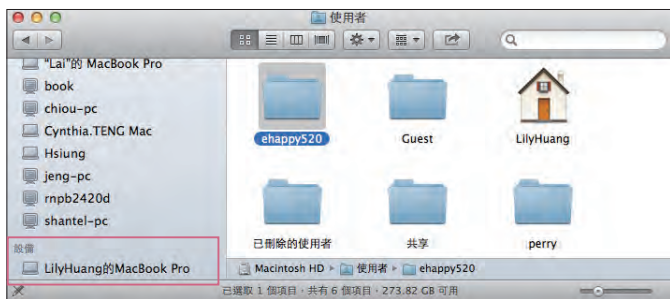 使用者
"Lai"的 MacBook Pro
book
chiou-pc
Cynthia.TENG Mac
Hsiung
jeng-pc
rnpb2420d
shantel-pc
設備
LilyHuang的MacBook Pro
ehappy520
Guest
LilyHuang
已刪除的使用者
共享
perry
Macintosh HD ▸ 使用者 ▸ ehappy520
已選取 1 個項目，共有 6 個項目，273.82 GB 可用